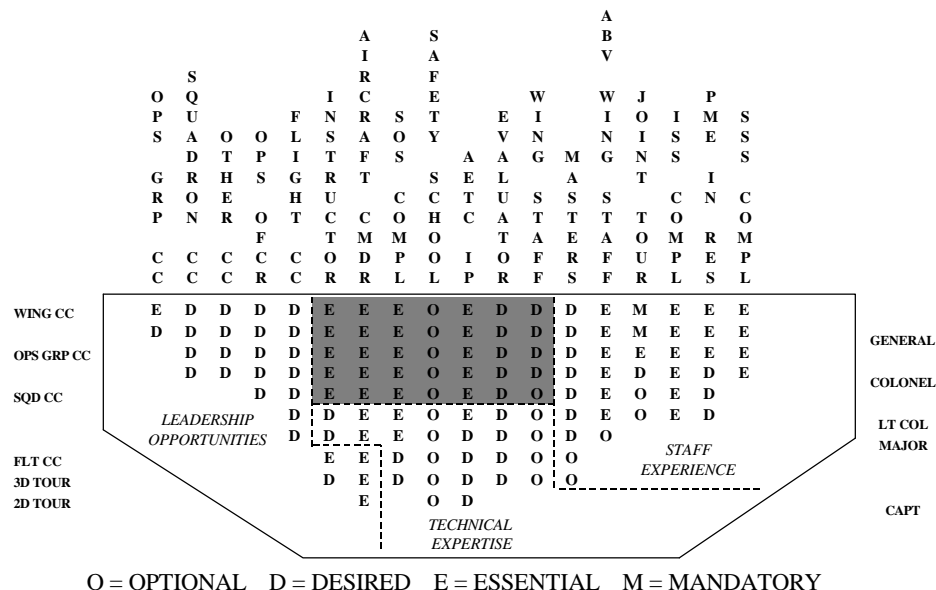 OPS GRP CC
SQUADRON CC
OTHER CC
OPS OFCR
FLIGHT CC
INSTRUCTOR
AIRCRAFT CMDR
SOS COMPL
SAFETY SCHOOL
AETC IP
EVALUATOR
WING STAFF
MASTERS
ABV WING STAFF
JOINT TOUR
ISS COMPL
PME IN RES
SSS COMPL
WING CC E D D D D E E E O E D D D E M E E E
D D D D D E E E O E D D D E M E E E
OPS GRP CC D D D D E E E O E D D D E E E E E GENERAL
D D D D E E E O E D D D E D E D E
SQD CC D D E E E O E D O D E O E D COLONEL
LEADERSHIP D D E E O E D O D E O E D LT COL
OPPORTUNITIES D D E E O D D O D O STAFF MAJOR
FLT CC E E D O D D O O EXPERIENCE
3D TOUR D E D O D D O O
2D TOUR E O D CAPT
TECHNICAL
EXPERTISE
O = OPTIONAL D = DESIRED E = ESSENTIAL M = MANDATORY